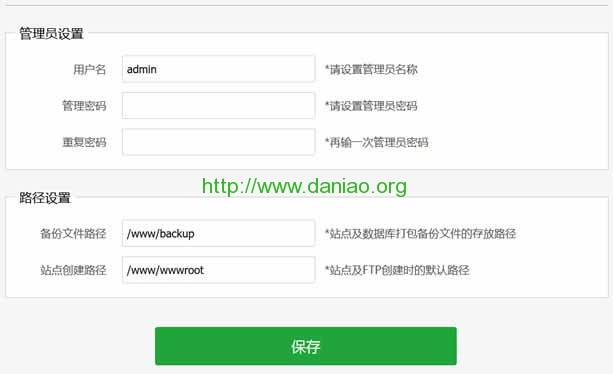 管理员设置
用户名 admin *请设置管理员名称
管理密码 *请设置管理员密码
重复密码 *再输一次管理员密码
http://www.daniao.org
路径设置
备份文件路径 /www/backup *站点及数据库打包备份文件的存放路径
站点创建路径 /www/wwwroot *站点及FTP创建时的默认路径
保存